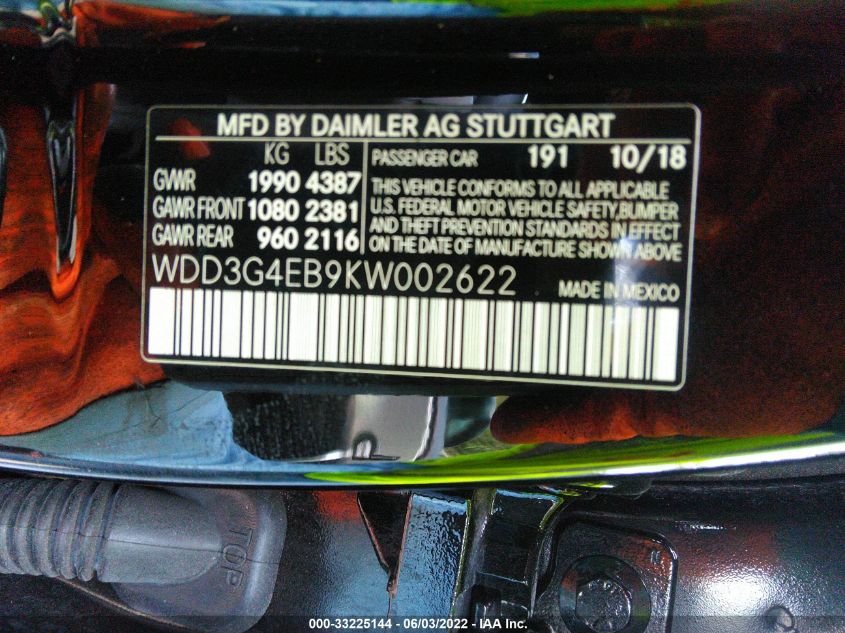 MFD BY DAIMLER AG STUTTGART
KG LBS
GVWR 1990 4387
GAWR FRONT 1080 2381
GAWR REAR 960 2116
PASSENGER CAR 191 10/18
THIS VEHICLE CONFORMS TO ALL APPLICABLE
U.S. FEDERAL MOTOR VEHICLE SAFETY,BUMPER
AND THEFT PREVENTION STANDARDS IN EFFECT
ON THE DATE OF MANUFACTURE SHOWN ABOVE
WDD3G4EB9KW002622
MADE IN MEXICO
TOP
000-33225144 - 06/03/2022 - IAA Inc.